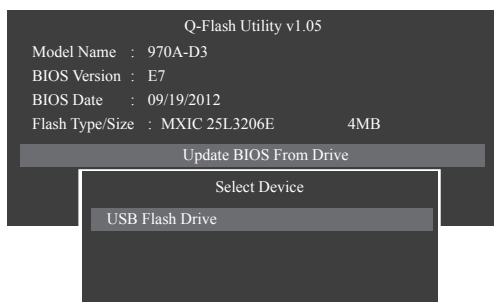 Q-Flash Utility v1.05
Model Name : 970A-D3
BIOS Version : E7
BIOS Date : 09/19/2012
Flash Type/Size : MXIC 25L3206E 4MB
Update BIOS From Drive
Select Device
USB Flash Drive